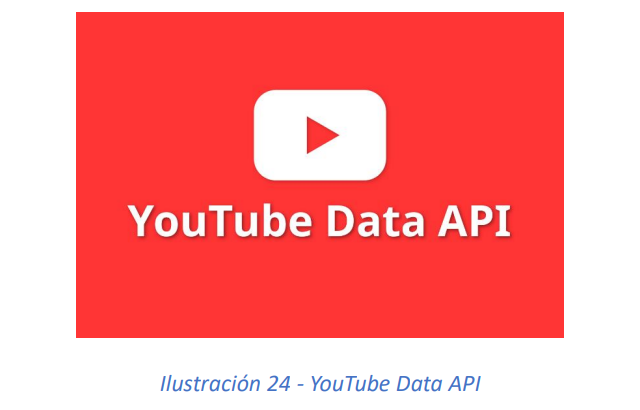 YouTube Data API
Ilustración 24 - YouTube Data API